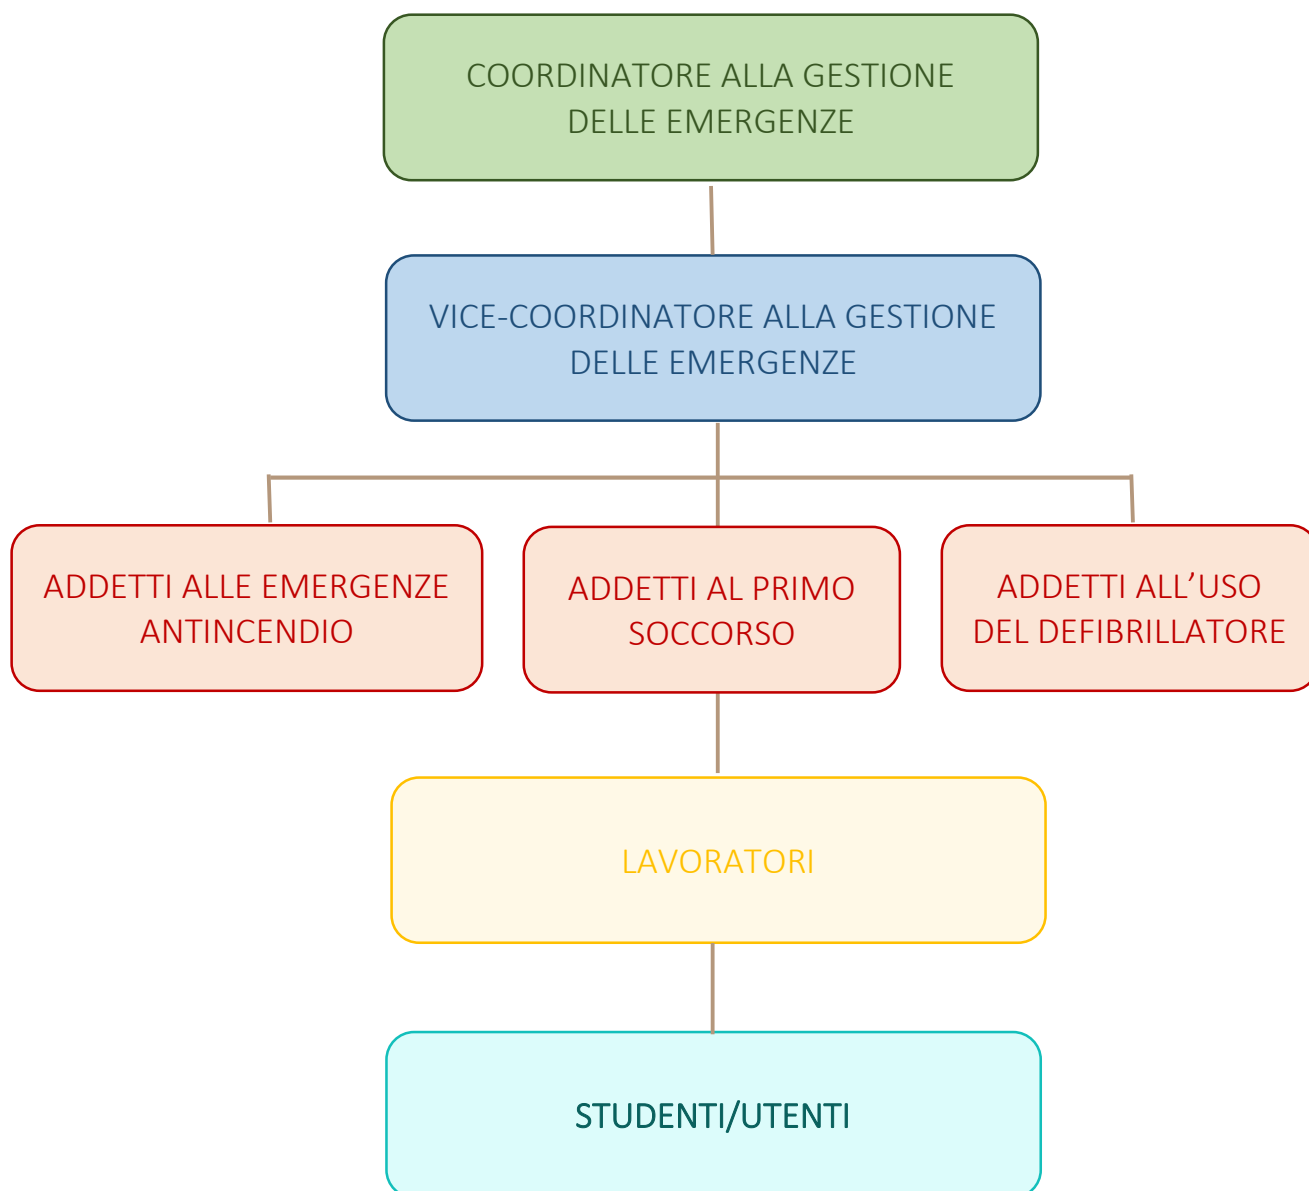 COORDINATORE ALLA GESTIONE
DELLE EMERGENZE
VICE-COORDINATORE ALLA GESTIONE
DELLE EMERGENZE
ADDETTI ALLE EMERGENZE
ANTINCENDIO
ADDETTI AL PRIMO
SOCCORSO
ADDETTI ALL’USO
DEL DEFIBRILLATORE
LAVORATORI
STUDENTI/UTENTI